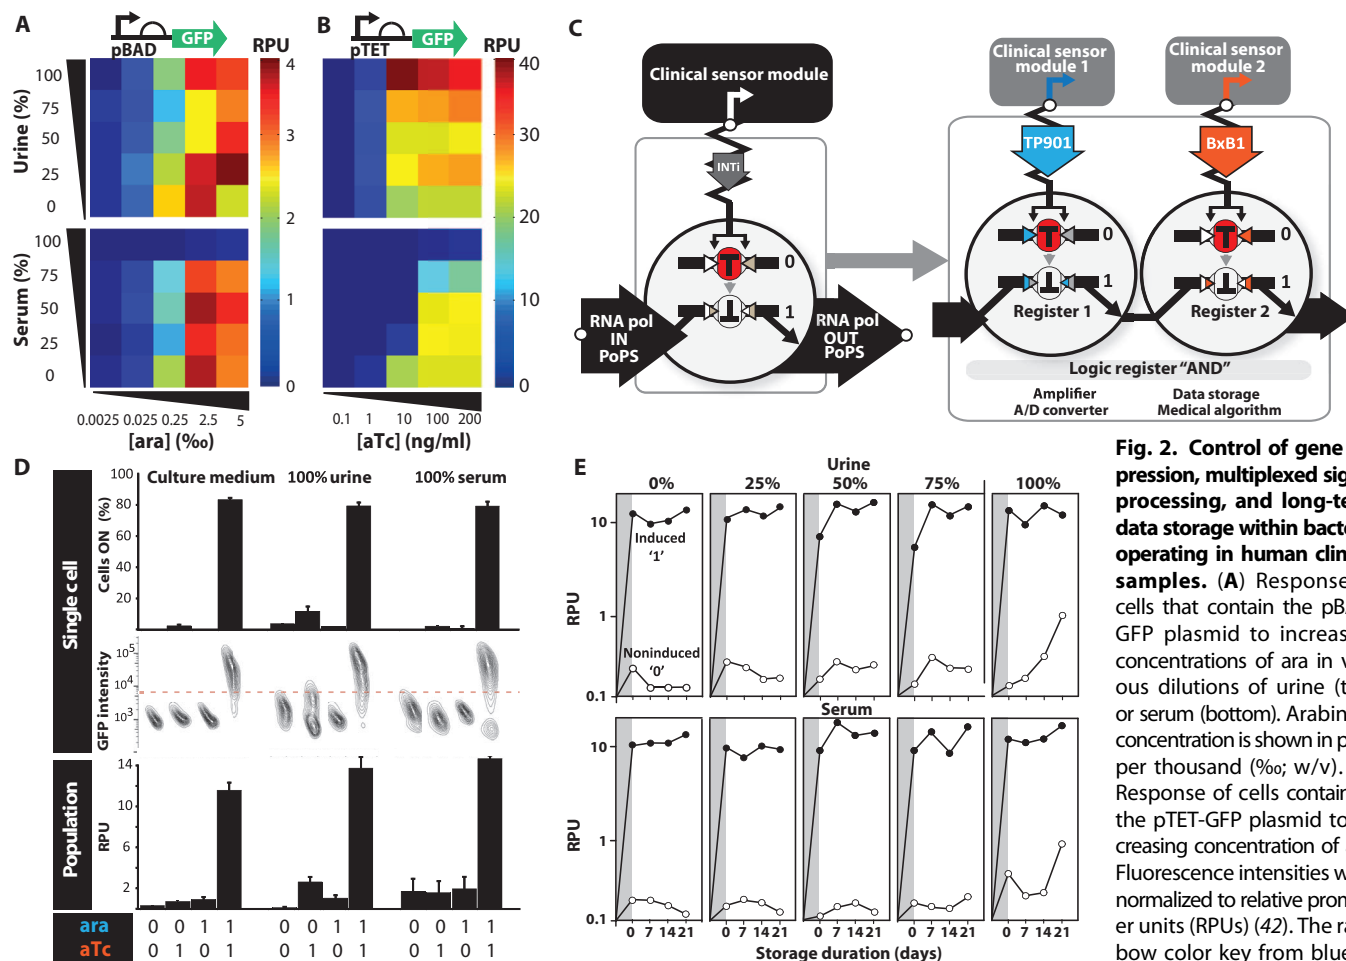 A
pBAD
GFP
RPU
Urine (%)
100
75
50
25
0
4
3
2
1
0
Serum (%)
100
75
50
25
0
0.0025 0.025 0.25 2.5 5
[ara] (‰)
B
pTET
GFP
RPU
40
30
20
10
0
0.1 1 10 100 200
[aTc] (ng/ml)
C
Clinical sensor module
INTi
0
1
RNA pol
IN
PoPS
RNA pol
OUT
PoPS
Clinical sensor
module 1
Clinical sensor
module 2
TP901
BxB1
0
1
Register 1
0
1
Register 2
Logic register “AND”
Amplifier
A/D converter
Data storage
Medical algorithm
D
Single cell
Population
Culture medium 100% urine 100% serum
Cells ON (%)
100
80
60
40
20
GFP intensity
10⁵
10⁴
10³
RPU
14
10
6
2
ara 0 0 1 1 0 0 1 1 0 0 1 1
aTc 0 1 0 1 0 1 0 1 0 1 0 1
E
Urine
0% 25% 50% 75% 100%
RPU
10
1
0.1
Induced
‘1’
Noninduced
‘0’
Serum
RPU
10
1
0.1
0 7 14 21 0 7 14 21 0 7 14 21 0 7 14 21 0 7 14 21
Storage duration (days)
Fig. 2. Control of gene
pression, multiplexed sig
processing, and long-te
data storage within bacte
operating in human clin
samples. (A) Response
cells that contain the pBA
GFP plasmid to increas
concentrations of ara in v
ous dilutions of urine (t
or serum (bottom). Arabin
concentration is shown in p
per thousand (‰; w/v).
Response of cells contain
the pTET-GFP plasmid to
creasing concentration of
Fluorescence intensities w
normalized to relative prom
er units (RPUs) (42). The ra
bow color key from blue